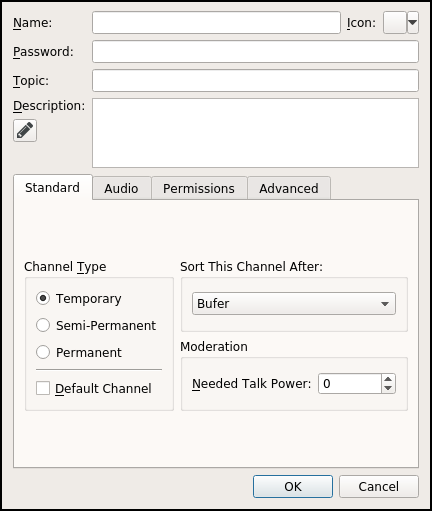 Name:
Icon:
Password:
Topic:
Description:
Standard Audio Permissions Advanced
Channel Type
Temporary
Semi-Permanent
Permanent
Default Channel
Sort This Channel After:
Bufer
Moderation
Needed Talk Power: 0
OK Cancel